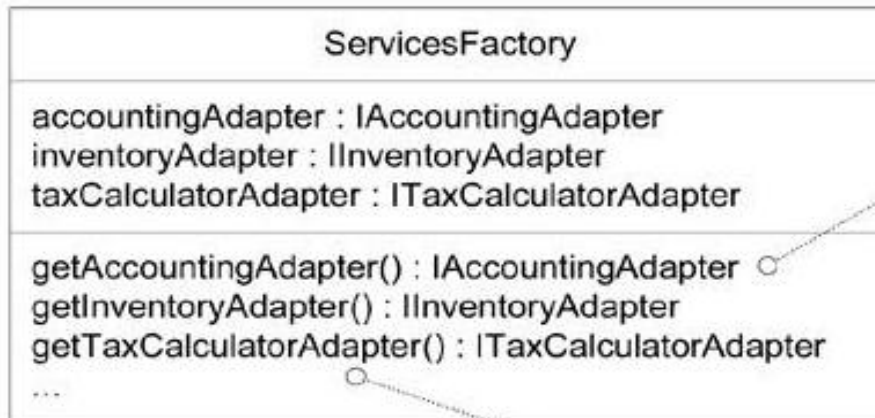 ServicesFactory
accountingAdapter : IAccountingAdapter
inventoryAdapter : IInventoryAdapter
taxCalculatorAdapter : ITaxCalculatorAdapter
getAccountingAdapter() : IAccountingAdapter
getInventoryAdapter() : IInventoryAdapter
getTaxCalculatorAdapter() : ITaxCalculatorAdapter
...